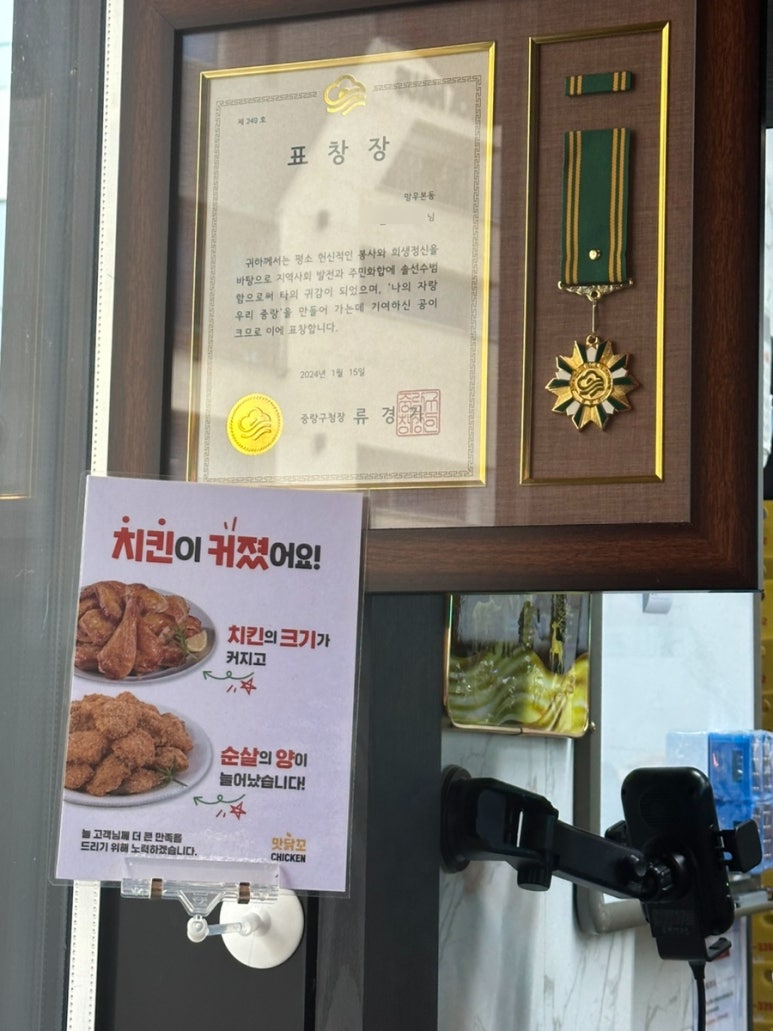 제 249 호
표 창 장
망우본동
님
귀하께서는 평소 헌신적인 봉사와 희생정신을
바탕으로 지역사회 발전과 주민화합에 솔선수범
함으로써 타의 귀감이 되었으며, '나의 자랑
우리 중랑'을 만들어 가는데 기여하신 공이
크므로 이에 표창합니다.
2024년 1월 15일
중랑구청장 류 경 기
치킨이 커졌어요!
치킨의 크기가
커지고
순살의 양이
늘어났습니다!
늘 고객님께 더 큰 만족을
드리기 위해 노력하겠습니다.
맛닭꼬
CHICKEN